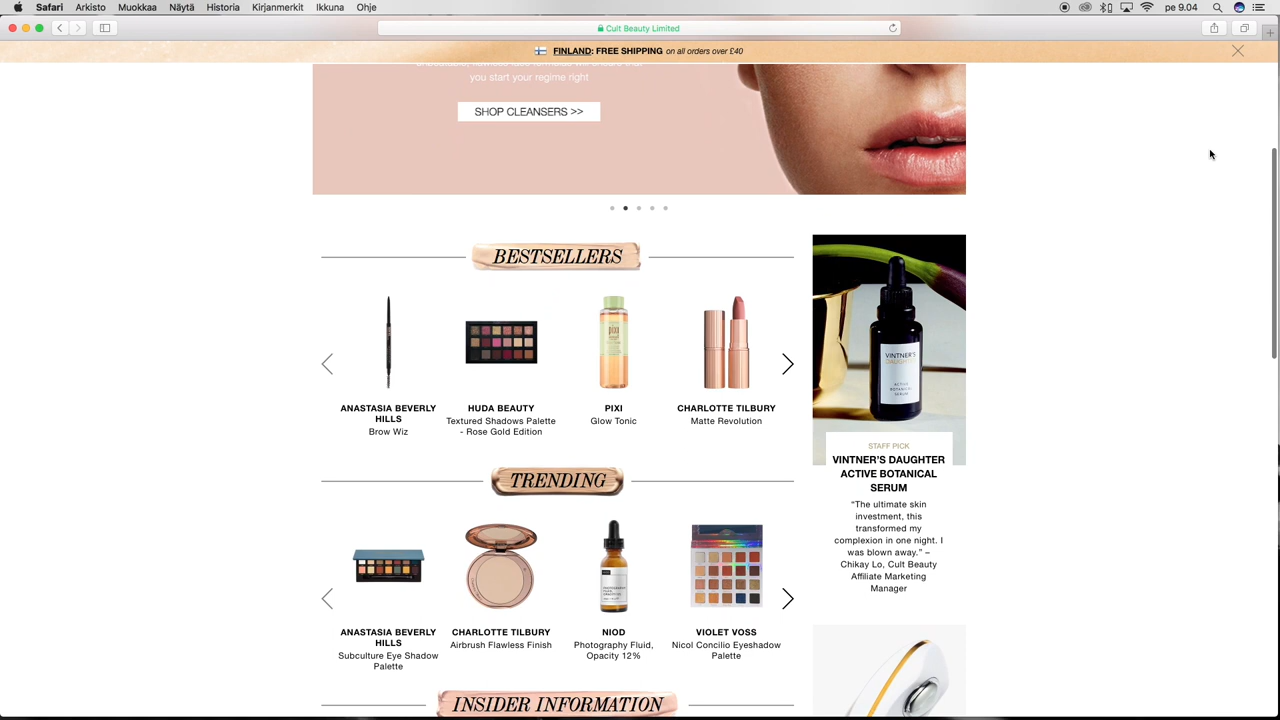 Safari Arkisto Muokkaa Näytä Historia Kirjanmerkit Ikkuna Ohje pe 9.04
Cult Beauty Limited
FINLAND: FREE SHIPPING on all orders over £40
you start your regime right
SHOP CLEANSERS >>
BESTSELLERS
ANASTASIA BEVERLY
HILLS
Brow Wiz
HUDA BEAUTY
Textured Shadows Palette
- Rose Gold Edition
PIXI
Glow Tonic
CHARLOTTE TILBURY
Matte Revolution
VINTNER'S
DAUGHTER
ACTIVE
BOTANICAL
SERUM
STAFF PICK
VINTNER'S DAUGHTER
ACTIVE BOTANICAL
SERUM
“The ultimate skin
investment, this
transformed my
complexion in one night. I
was blown away.” –
Chikay Lo, Cult Beauty
Affiliate Marketing
Manager
TRENDING
ANASTASIA BEVERLY
HILLS
Subculture Eye Shadow
Palette
CHARLOTTE TILBURY
Airbrush Flawless Finish
NIOD
Photography Fluid,
Opacity 12%
VIOLET VOSS
Nicol Concilio Eyeshadow
Palette
INSIDER INFORMATION